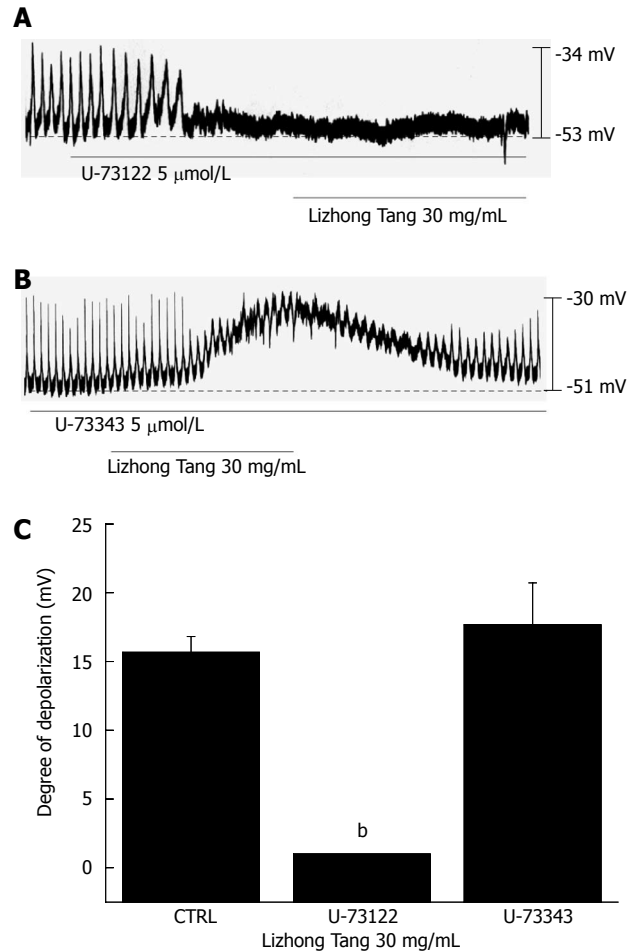 A
-34 mV
-53 mV
U-73122 5 μmol/L
Lizhong Tang 30 mg/mL
B
-30 mV
-51 mV
U-73343 5 μmol/L
Lizhong Tang 30 mg/mL
C
Degree of depolarization (mV)
25
20
15
10
5
0
b
CTRL U-73122 U-73343
Lizhong Tang 30 mg/mL